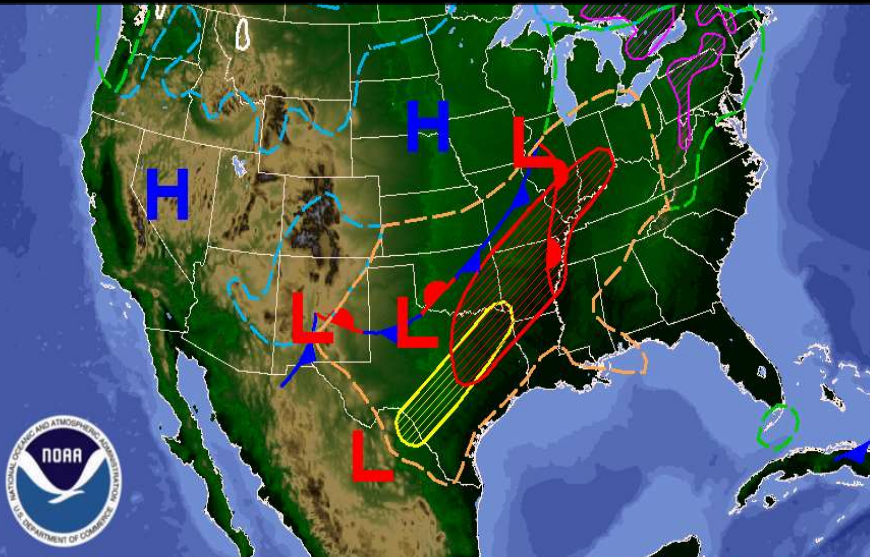 H
L
H
L
L
L
NATIONAL OCEANIC AND ATMOSPHERIC ADMINISTRATION
NOAA
U.S. DEPARTMENT OF COMMERCE